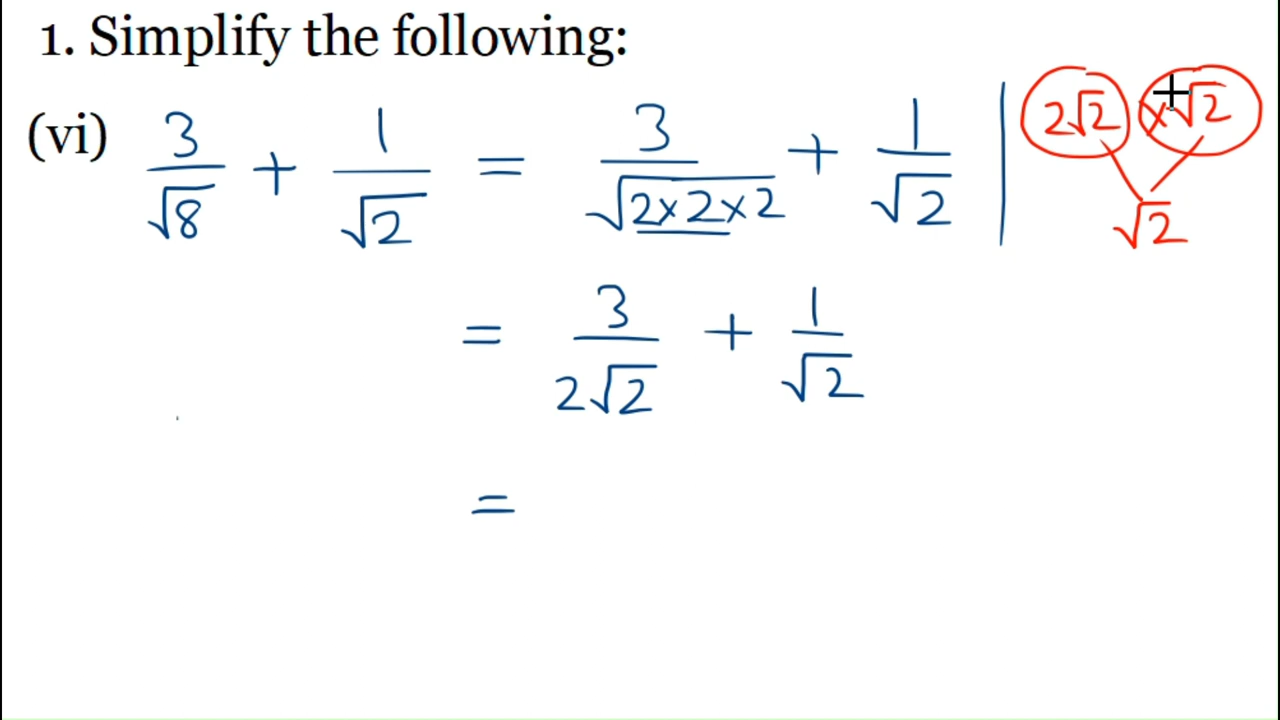 1. Simplify the following:
(vi) 3/√8 + 1/√2 = 3/√(2×2×2) + 1/√2 | 2√2 × √2
√2
= 3/(2√2) + 1/√2
=